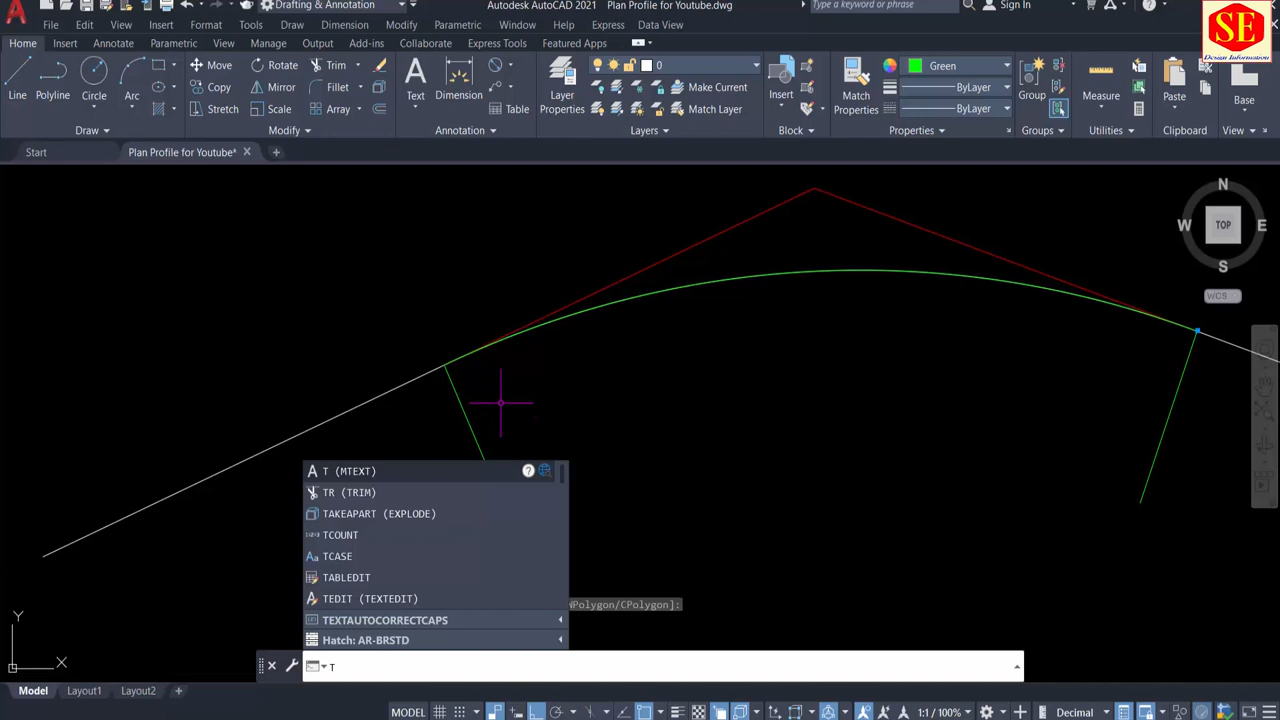 Drafting & Annotation
Autodesk AutoCAD 2021 Plan Profile for Youtube.dwg
Type a keyword or phrase
Sign In
SE
Design Information
File Edit View Insert Format Tools Draw Dimension Modify Parametric Window Help Express Data View
Home Insert Annotate Parametric View Manage Output Add-ins Collaborate Express Tools Featured Apps
Line Polyline Circle Arc
Move Rotate Trim
Copy Mirror Fillet
Stretch Scale Array
Text Dimension Table
Layer Properties
0
Make Current
Match Layer
Insert
Match Properties
Green
ByLayer
ByLayer
Group
Measure
Paste
Base
Draw Modify Annotation Layers Block Properties Groups Utilities Clipboard View
Start Plan Profile for Youtube*
N
W TOP E
S
WCS
T (MTEXT)
TR (TRIM)
TAKEAPART (EXPLODE)
TCOUNT
TCASE
TABLEDIT
TEDIT (TEXTEDIT)
TEXTAUTOCORRECTCAPS
Hatch: AR-BRSTD
WPolygon/CPolygon]:
Y
X
T
Model Layout1 Layout2
MODEL 1:1 / 100% Decimal